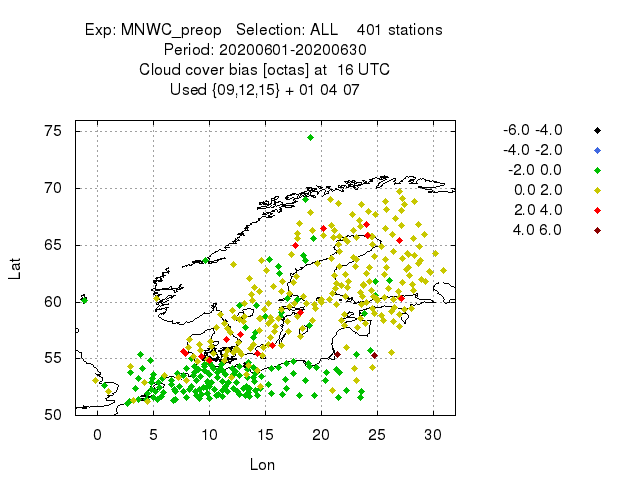 Exp: MNWC_preop   Selection: ALL    401 stations
Period: 20200601-20200630
Cloud cover bias [octas] at  16 UTC
Used {09,12,15} + 01 04 07
-6.0 -4.0
-4.0 -2.0
-2.0 0.0
0.0 2.0
2.0 4.0
4.0 6.0
75
70
65
60
55
50
Lat
0 5 10 15 20 25 30
Lon